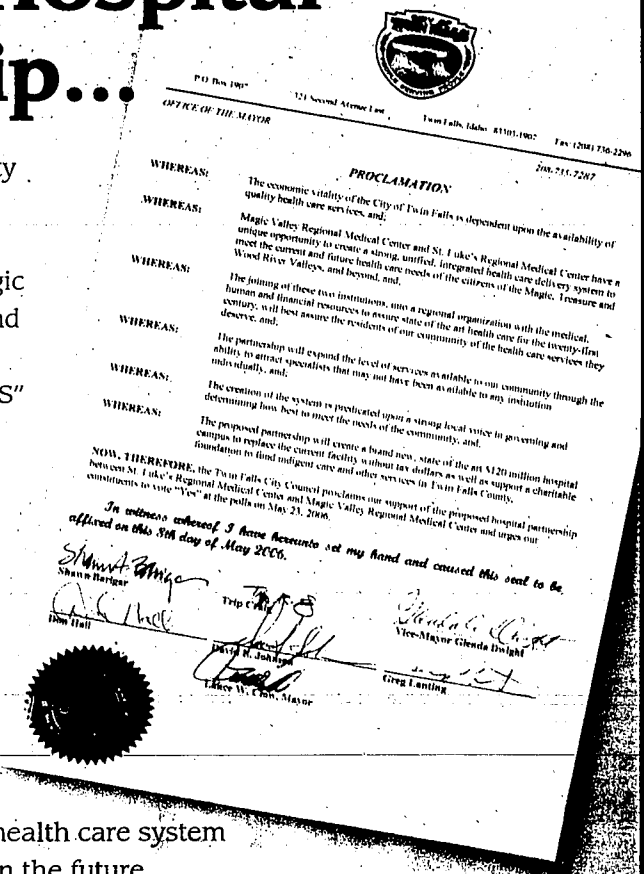 Hospital
ip...
ty
gic
nd
S"
CITY OF
TWIN FALLS
PEOPLE SERVING PEOPLE
P.O. Box 1907
321 Second Avenue East
Twin Falls, Idaho 83303-1907
Fax: (208) 736-2296
OFFICE OF THE MAYOR
208-735-7287
PROCLAMATION
WHEREAS: The economic vitality of the City of Twin Falls is dependent upon the availability of
quality health care services, and;
WHEREAS: Magic Valley Regional Medical Center and St. Luke's Regional Medical Center have a
unique opportunity to create a strong, unified, integrated health care delivery system to
meet the current and future health care needs of the citizens of the Magic, Treasure and
Wood River Valleys, and beyond, and,
WHEREAS: The joining of these two institutions, into a regional organization with the medical,
human and financial resources to assure state of the art health care for the twenty-first
century, will best assure the residents of our community of the health care services they
deserve, and;
WHEREAS: The partnership will expand the level of services available to our community through the
ability to attract specialists that may not have been available to any institution
individually, and;
WHEREAS: The creation of the system is predicated upon a strong local voice in governing and
determining how best to meet the needs of the community, and,
WHEREAS: The proposed partnership will create a brand new, state of the art $120 million hospital
campus to replace the current facility without tax dollars as well as support a charitable
foundation to fund indigent care and other services in Twin Falls County.
NOW, THEREFORE, the Twin Falls City Council proclaims our support of the proposed hospital partnership
between St. Luke's Regional Medical Center and Magic Valley Regional Medical Center and urges our
constituents to vote "Yes" at the polls on May 23, 2006.
In witness whereof I have hereunto set my hand and caused this seal to be
affixed on this 8th day of May 2006.
Shawn Barigar
Trip Craig
Vice-Mayor Glenda Dwight
Don Hall
David E. Johnson
Greg Lanting
Lance W. Clow, Mayor
health care system
n the future